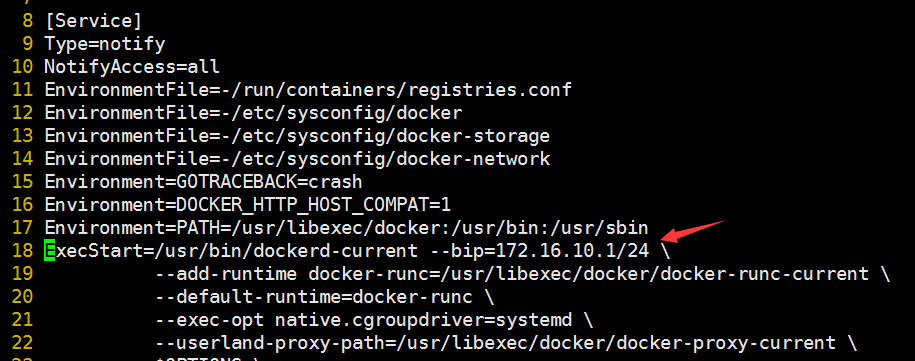 8 [Service]
9 Type=notify
10 NotifyAccess=all
11 EnvironmentFile=-/run/containers/registries.conf
12 EnvironmentFile=-/etc/sysconfig/docker
13 EnvironmentFile=-/etc/sysconfig/docker-storage
14 EnvironmentFile=-/etc/sysconfig/docker-network
15 Environment=GOTRACEBACK=crash
16 Environment=DOCKER_HTTP_HOST_COMPAT=1
17 Environment=PATH=/usr/libexec/docker:/usr/bin:/usr/sbin
18 ExecStart=/usr/bin/dockerd-current --bip=172.16.10.1/24 \
19 --add-runtime docker-runc=/usr/libexec/docker/docker-runc-current \
20 --default-runtime=docker-runc \
21 --exec-opt native.cgroupdriver=systemd \
22 --userland-proxy-path=/usr/libexec/docker/docker-proxy-current \